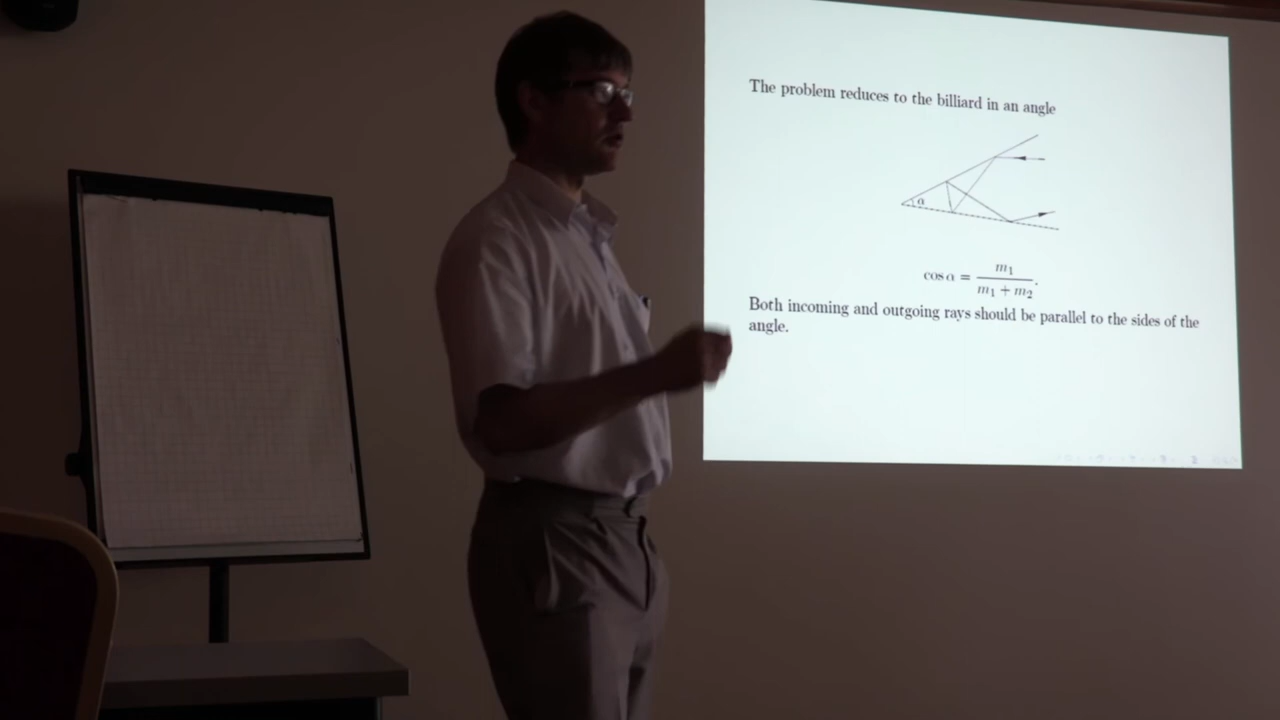 The problem reduces to the billiard in an angle
α
cos α = m₁ / (m₁ + m₂).
Both incoming and outgoing rays should be parallel to the sides of the
angle.